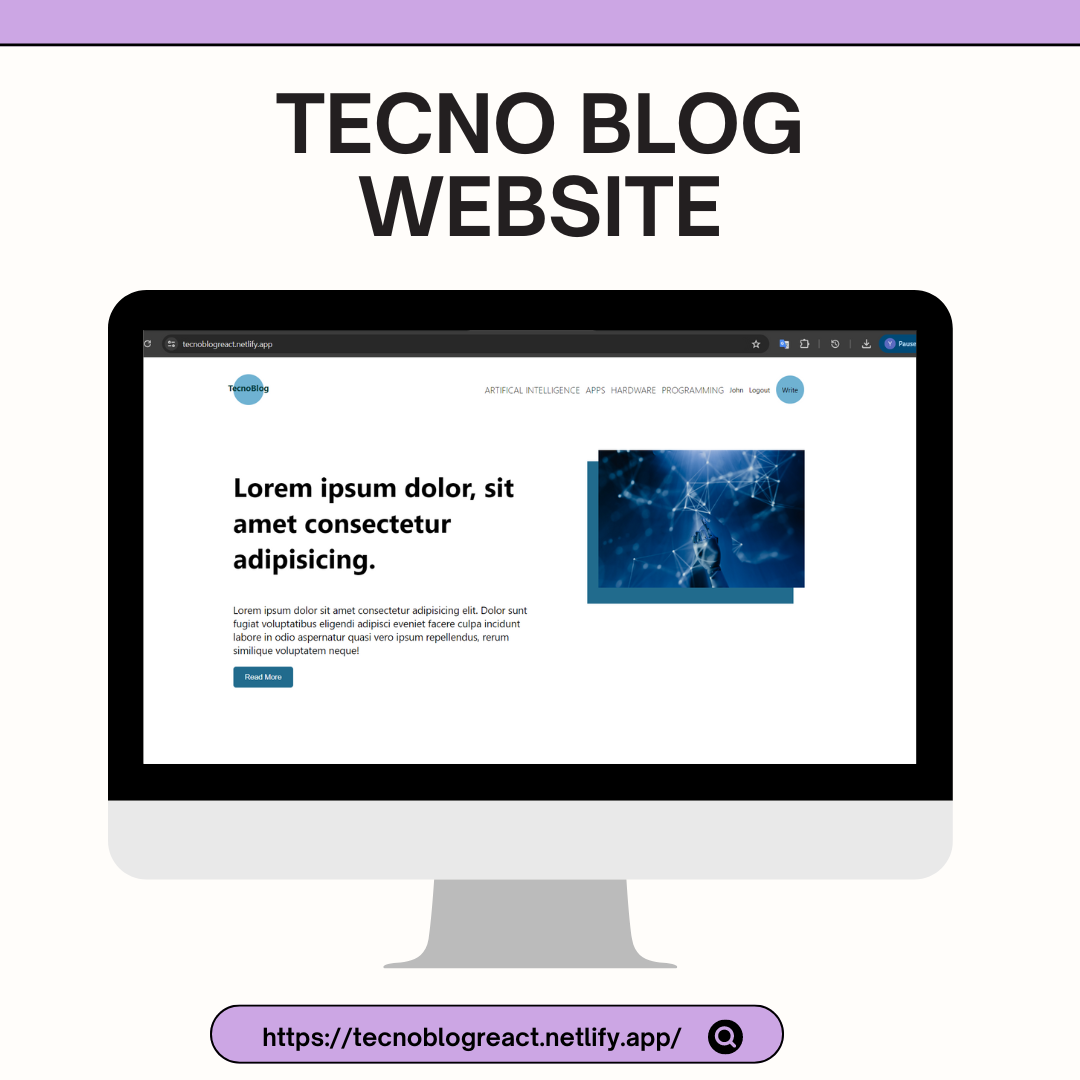 TECNO BLOG
WEBSITE
tecnoblogreact.netlify.app
Y Pause
TecnoBlog
ARTIFICAL INTELLIGENCE APPS HARDWARE PROGRAMMING John Logout Write
Lorem ipsum dolor, sit
amet consectetur
adipisicing.
Lorem ipsum dolor sit amet consectetur adipisicing elit. Dolor sunt
fugiat voluptatibus eligendi adipisci eveniet facere culpa incidunt
labore in odio aspernatur quasi vero ipsum repellendus, rerum
similique voluptatem neque!
Read More
https://tecnoblogreact.netlify.app/